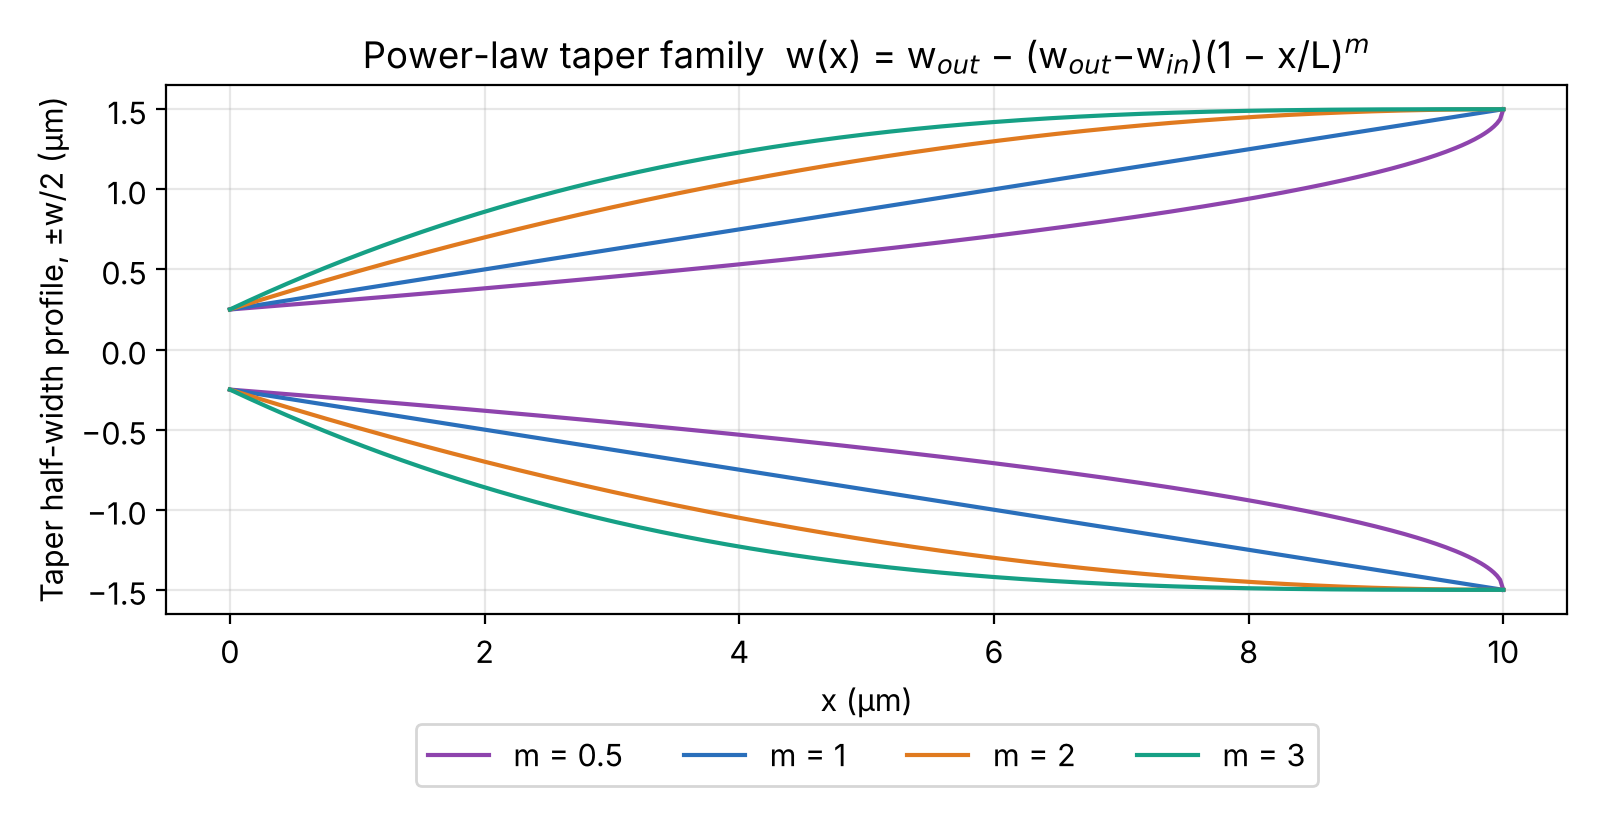 Power-law taper family w(x) = w_out − (w_out−w_in)(1 − x/L)^m
Taper half-width profile, ±w/2 (µm)
1.5
1.0
0.5
0.0
−0.5
−1.0
−1.5
0 2 4 6 8 10
x (µm)
m = 0.5 m = 1 m = 2 m = 3